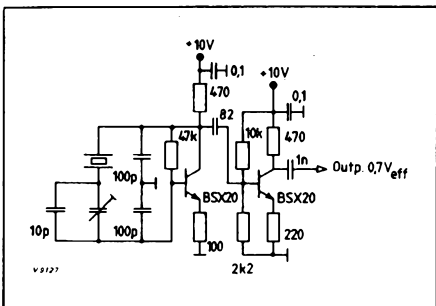 +10V
+10V
0,1
0,1
470
82
47k
10k
470
1n
Outp. 0,7Veff
100p
BSX20
BSX20
10p
100p
100
220
2k2
V9127